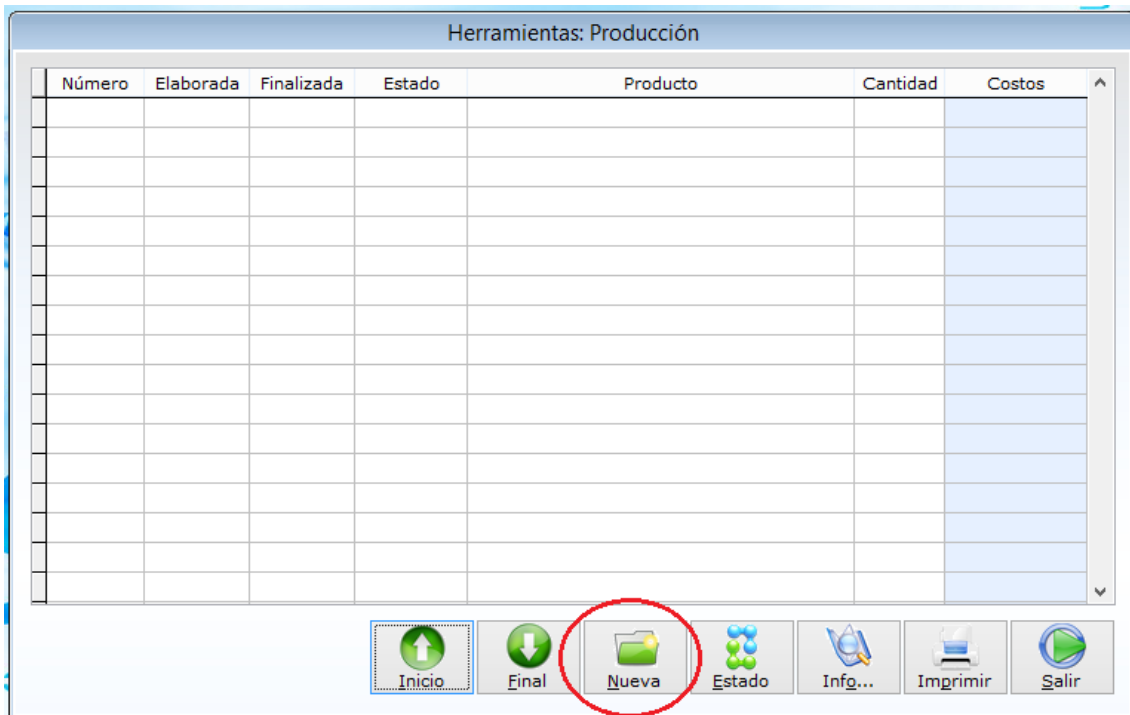 Herramientas: Producción
Número Elaborada Finalizada Estado Producto Cantidad Costos
Inicio Final Nueva Estado Info... Imprimir Salir